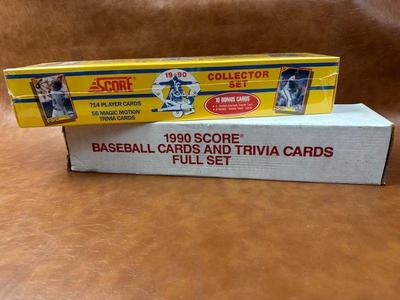 SCORE
1990
COLLECTOR
SET
714 PLAYER CARDS
56 MAGIC MOTION
TRIVIA CARDS
10 BONUS CARDS
1990 SCORE®
BASEBALL CARDS AND TRIVIA CARDS
FULL SET